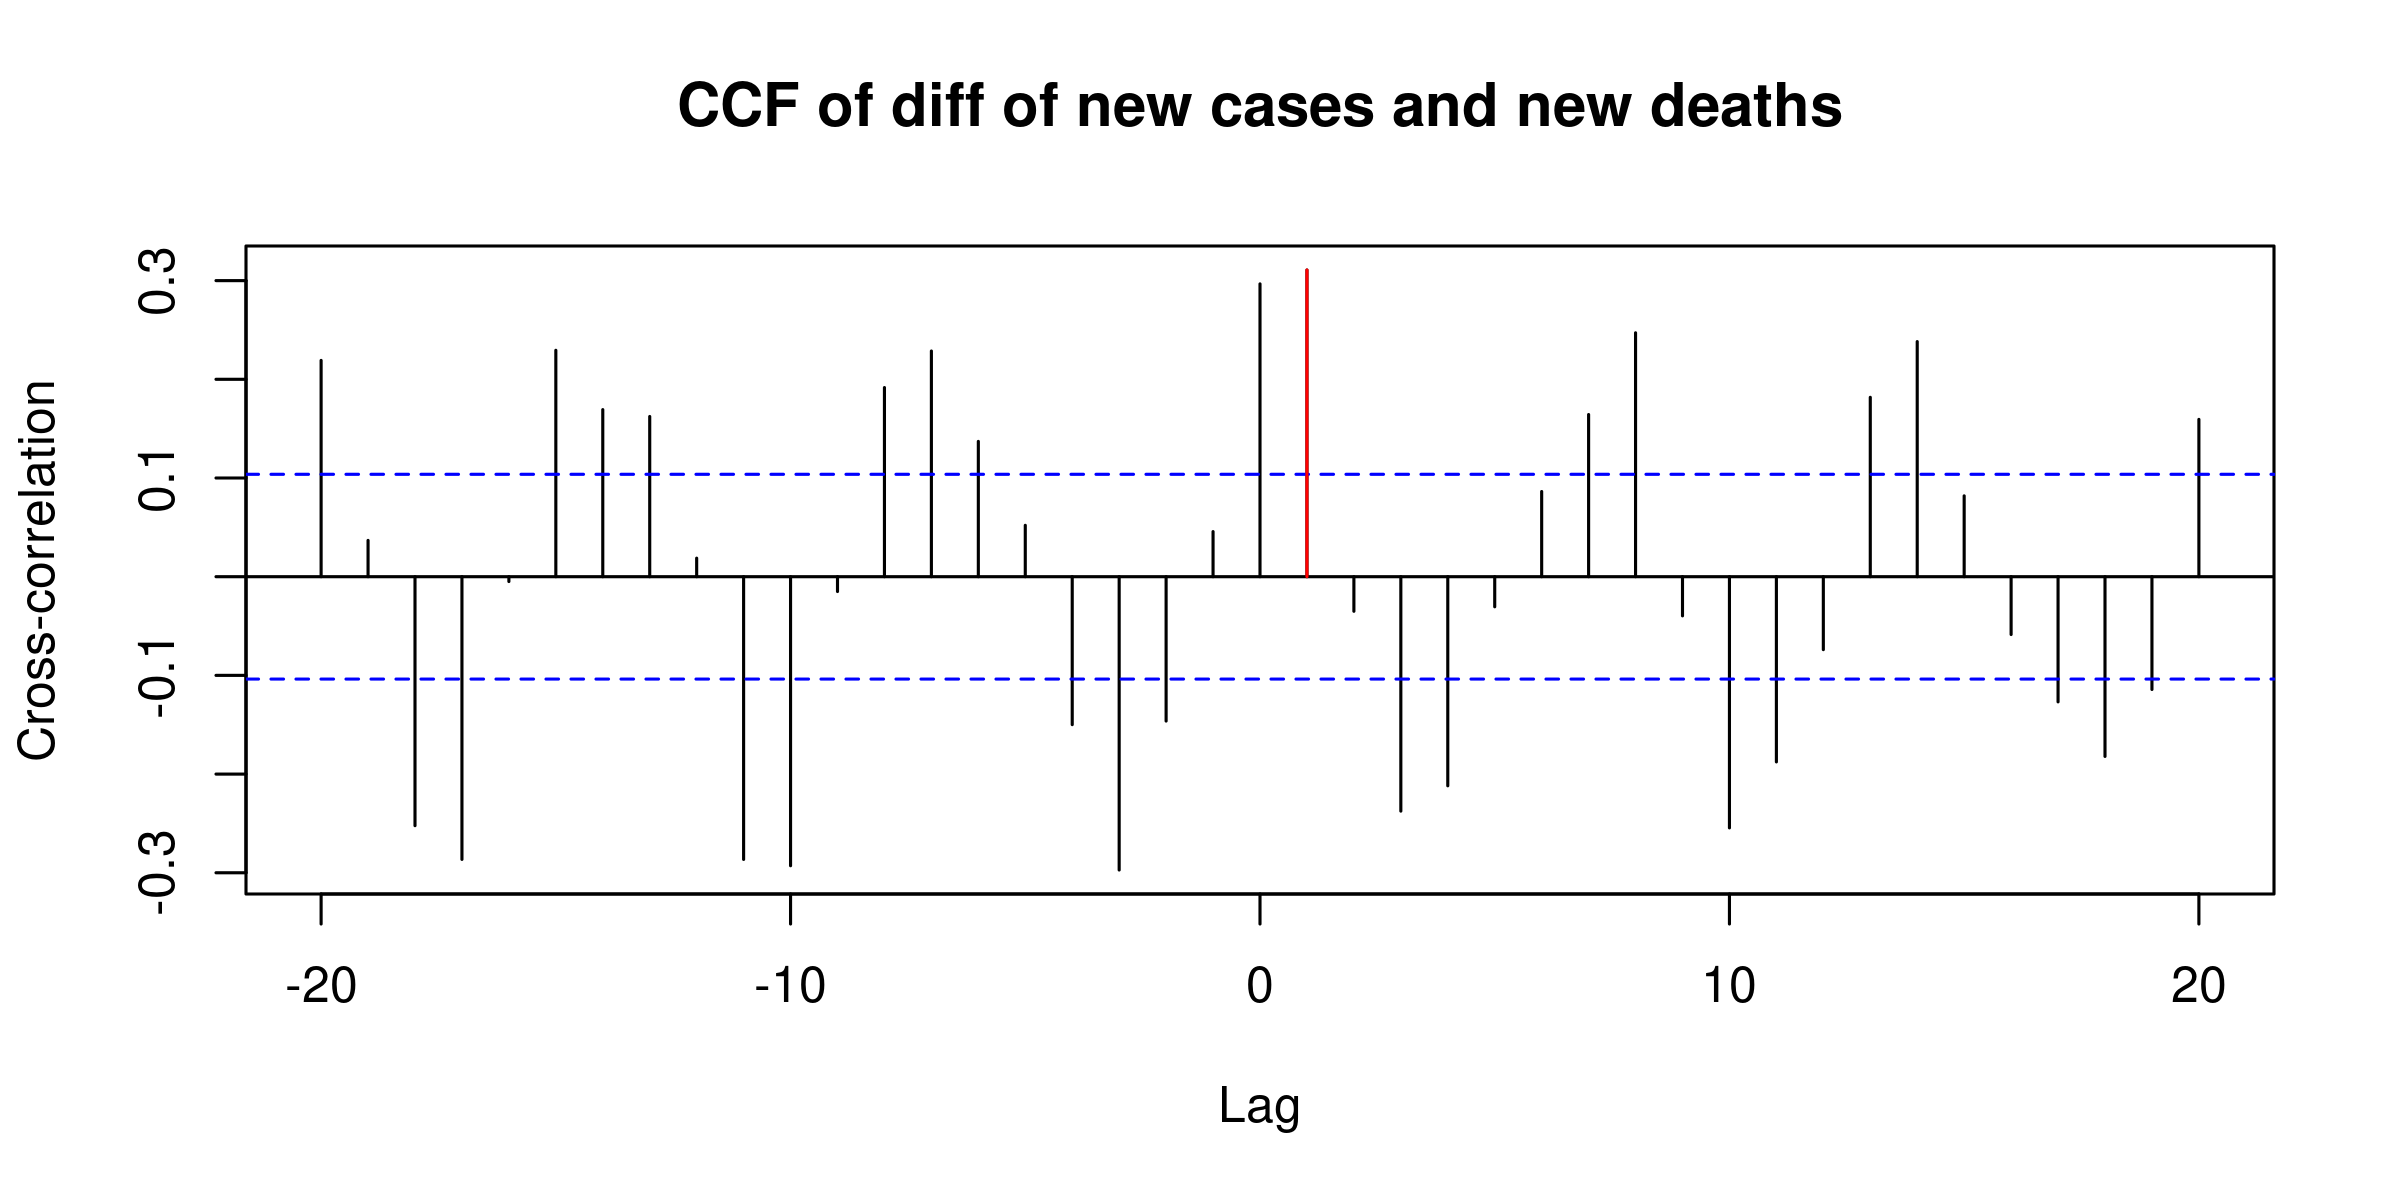 CCF of diff of new cases and new deaths
Cross-correlation
0.3
0.1
-0.1
-0.3
-20 -10 0 10 20
Lag